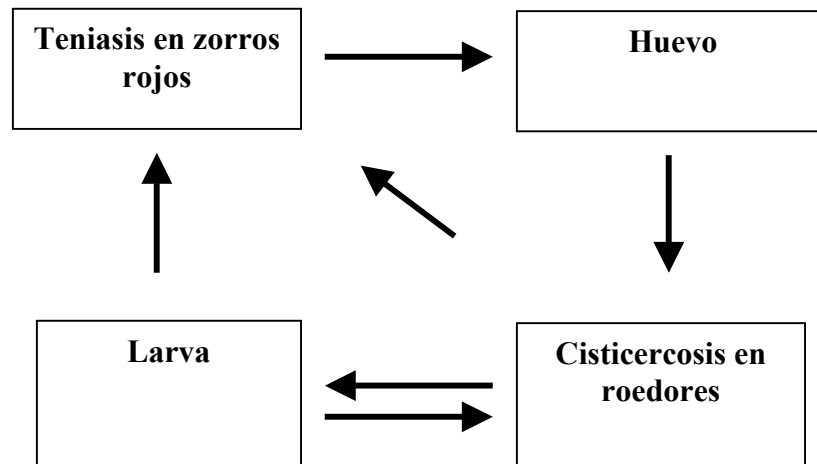 Teniasis en zorros
rojos
Huevo
Larva
Cisticercosis en
roedores